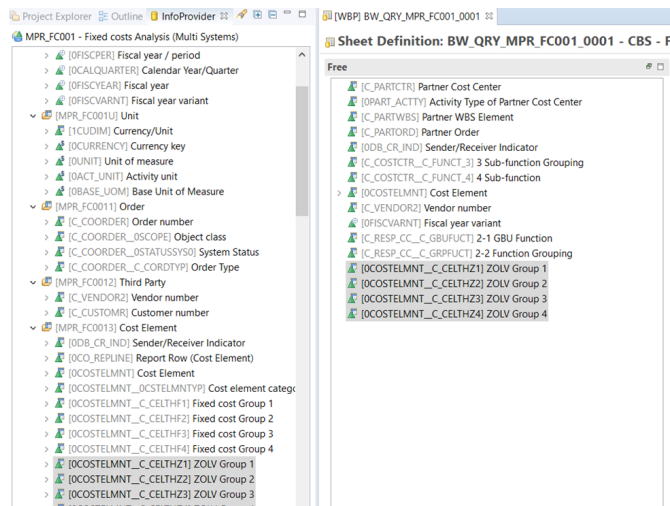 Project Explorer Outline InfoProvider
MPR_FC001 - Fixed costs Analysis (Multi Systems)
[0FISCPER] Fiscal year / period
[0CALQUARTER] Calendar Year/Quarter
[0FISCYEAR] Fiscal year
[0FISCVARNT] Fiscal year variant
[MPR_FC001U] Unit
[1CUDIM] Currency/Unit
[0CURRENCY] Currency key
[0UNIT] Unit of measure
[0ACT_UNIT] Activity unit
[0BASE_UOM] Base Unit of Measure
[MPR_FC0011] Order
[C_COORDER] Order number
[C_COORDER__0SCOPE] Object class
[C_COORDER__0STATUSSYS0] System Status
[C_COORDER__C_CORDTYP] Order Type
[MPR_FC0012] Third Party
[C_VENDOR2] Vendor number
[C_CUSTOMR] Customer number
[MPR_FC0013] Cost Element
[0DB_CR_IND] Sender/Receiver Indicator
[0CO_REPLINE] Report Row (Cost Element)
[0COSTELMNT] Cost Element
[0COSTELMNT__0CSTELMNTYP] Cost element catego
[0COSTELMNT__C_CELTHF1] Fixed cost Group 1
[0COSTELMNT__C_CELTHF2] Fixed cost Group 2
[0COSTELMNT__C_CELTHF3] Fixed cost Group 3
[0COSTELMNT__C_CELTHF4] Fixed cost Group 4
[0COSTELMNT__C_CELTHZ1] ZOLV Group 1
[0COSTELMNT__C_CELTHZ2] ZOLV Group 2
[0COSTELMNT__C_CELTHZ3] ZOLV Group 3
[WBP] BW_QRY_MPR_FC001_0001
Sheet Definition: BW_QRY_MPR_FC001_0001 - CBS - F
Free
[C_PARTCTR] Partner Cost Center
[0PART_ACTTY] Activity Type of Partner Cost Center
[C_PARTWBS] Partner WBS Element
[C_PARTORD] Partner Order
[0DB_CR_IND] Sender/Receiver Indicator
[C_COSTCTR__C_FUNCT_3] 3 Sub-function Grouping
[C_COSTCTR__C_FUNCT_4] 4 Sub-function
[0COSTELMNT] Cost Element
[C_VENDOR2] Vendor number
[0FISCVARNT] Fiscal year variant
[C_RESP_CC__C_GBUFUCT] 2-1 GBU Function
[C_RESP_CC__C_GRPFUCT] 2-2 Function Grouping
[0COSTELMNT__C_CELTHZ1] ZOLV Group 1
[0COSTELMNT__C_CELTHZ2] ZOLV Group 2
[0COSTELMNT__C_CELTHZ3] ZOLV Group 3
[0COSTELMNT__C_CELTHZ4] ZOLV Group 4